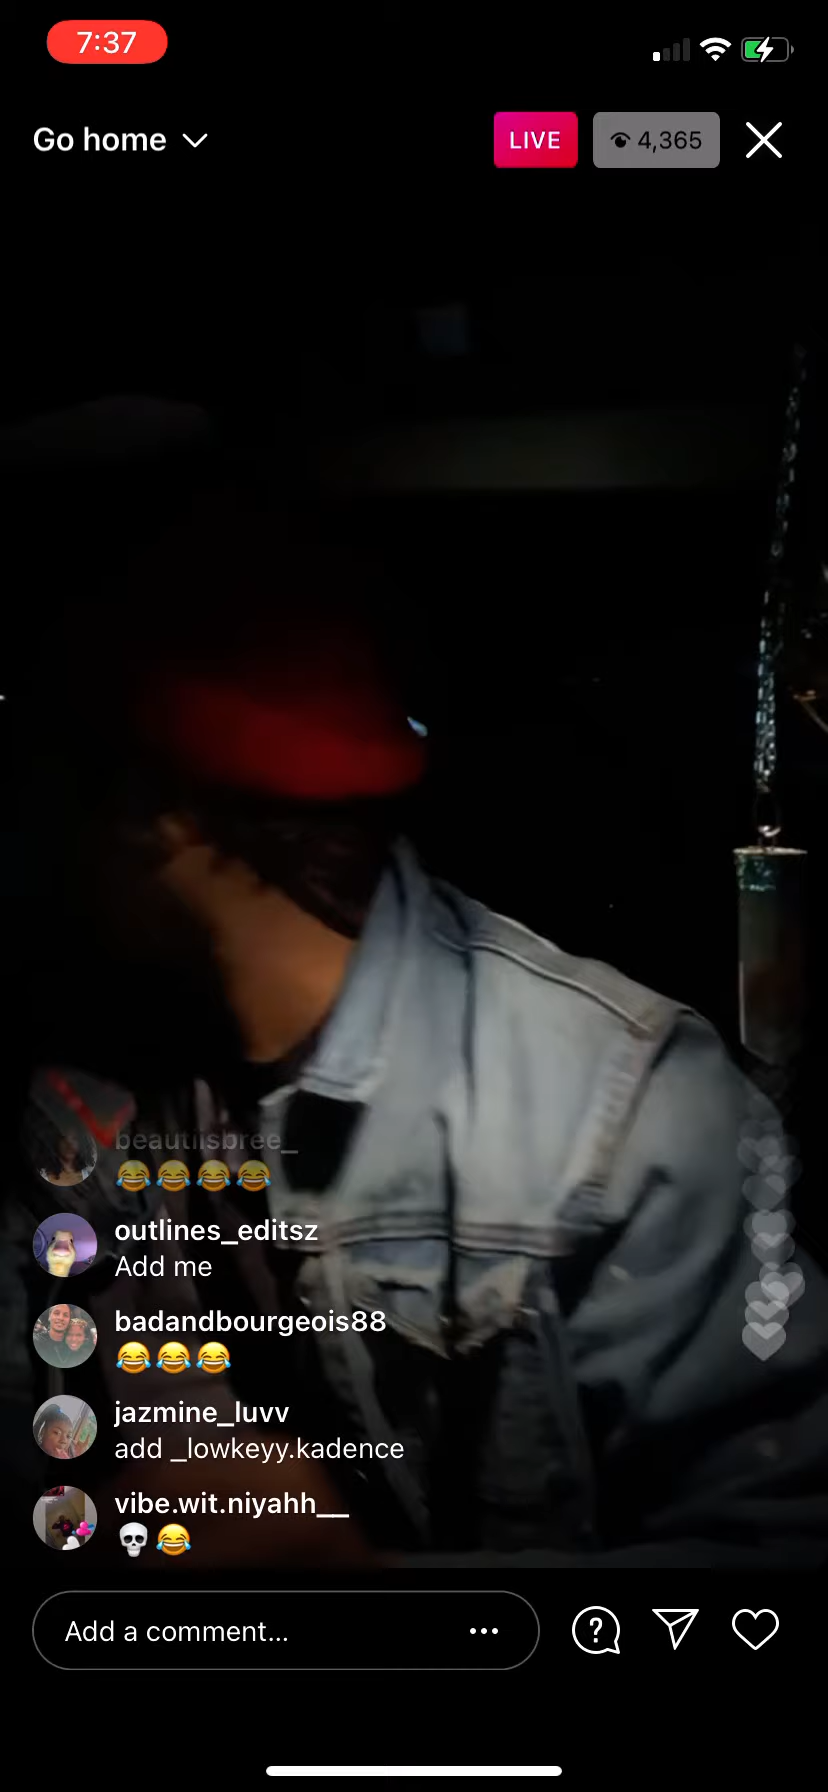 7:37
Go home
LIVE
4,365
beautiisbree_
😂😂😂😂
outlines_editsz
Add me
badandbourgeois88
😂😂😂
jazmine_luvv
add _lowkeyy.kadence
vibe.wit.niyahh__
💀😂
Add a comment...